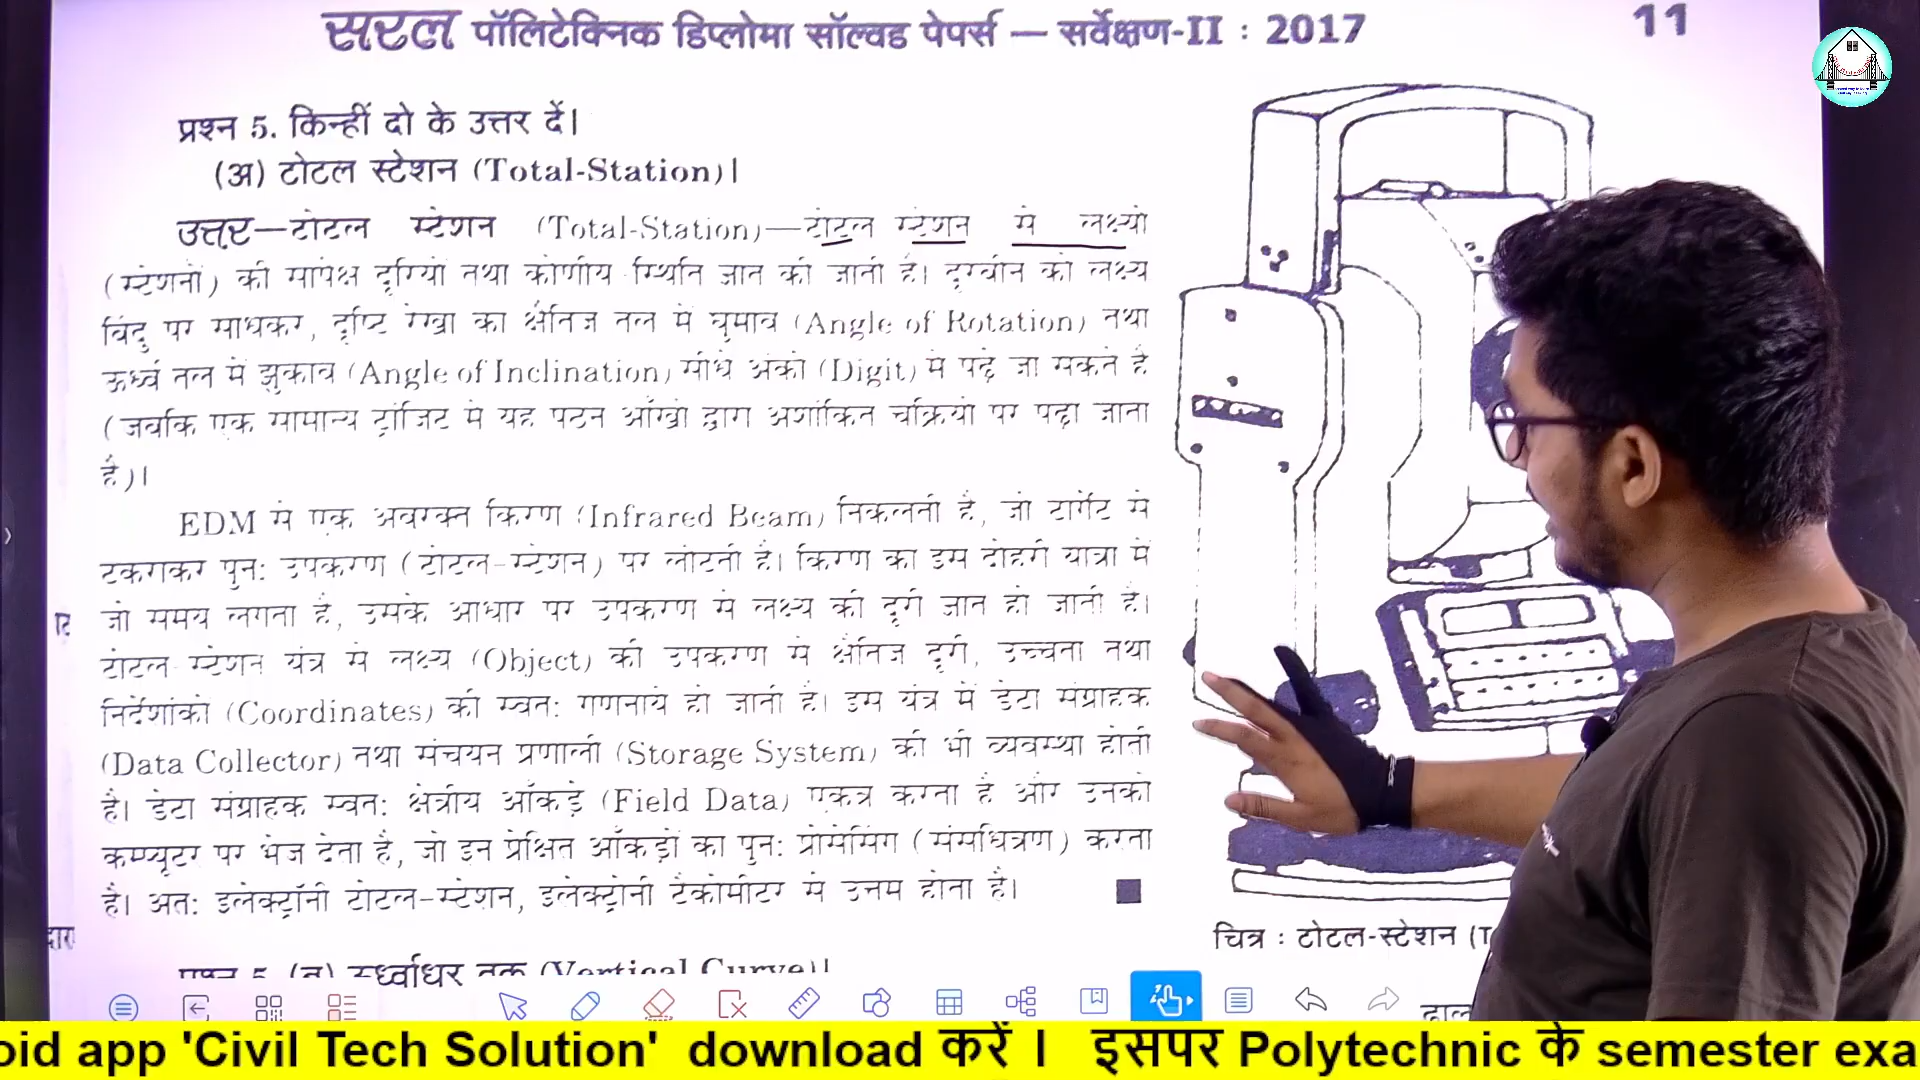 सरल पॉलिटेक्निक डिप्लोमा सॉल्वड पेपर्स — सर्वेक्षण-II : 2017
11
प्रश्न 5. किन्हीं दो के उत्तर दें।
(अ) टोटल स्टेशन (Total-Station)।
उत्तर—टोटल स्टेशन (Total-Station)—टोटल स्टेशन से लक्ष्यों
(स्टेशनों) की सापेक्ष दूरियाँ तथा कोणीय स्थिति ज्ञात की जाती है। दूरबीन को लक्ष्य
बिंदु पर साधकर, दृष्टि रेखा का क्षैतिज तल में घुमाव (Angle of Rotation) तथा
ऊर्ध्व तल में झुकाव (Angle of Inclination) सीधे अंकों (Digit) में पढ़े जा सकते हैं
(जबकि एक सामान्य ट्रांजिट में यह पठन आँखों द्वारा अंशांकित चक्रियों पर पढ़ा जाता
है)।
EDM से एक अवरक्त किरण (Infrared Beam) निकलती है, जो टार्गेट से
टकराकर पुनः उपकरण (टोटल-स्टेशन) पर लौटती है। किरण का इस दोहरी यात्रा में
जो समय लगता है, उसके आधार पर उपकरण से लक्ष्य की दूरी ज्ञात हो जाती है।
टोटल स्टेशन यंत्र से लक्ष्य (Object) की उपकरण से क्षैतिज दूरी, उच्चता तथा
निर्देशांकों (Coordinates) की स्वतः गणनायें हो जाती हैं। इस यंत्र में डेटा संग्राहक
(Data Collector) तथा संचयन प्रणाली (Storage System) की भी व्यवस्था होती
है। डेटा संग्राहक स्वतः क्षेत्रीय आँकड़े (Field Data) एकत्र करता है और उनको
कम्प्यूटर पर भेज देता है, जो इन प्रेक्षित आँकड़ों का पुनः प्रोसेसिंग (संसाधित्रण) करता
है। अतः इलेक्ट्रॉनी टोटल-स्टेशन, इलेक्ट्रोनी टैकोमीटर से उत्तम होता है।
चित्र : टोटल-स्टेशन (T
(Vertical Curve)।
oid app 'Civil Tech Solution' download करें । इसपर Polytechnic के semester exa